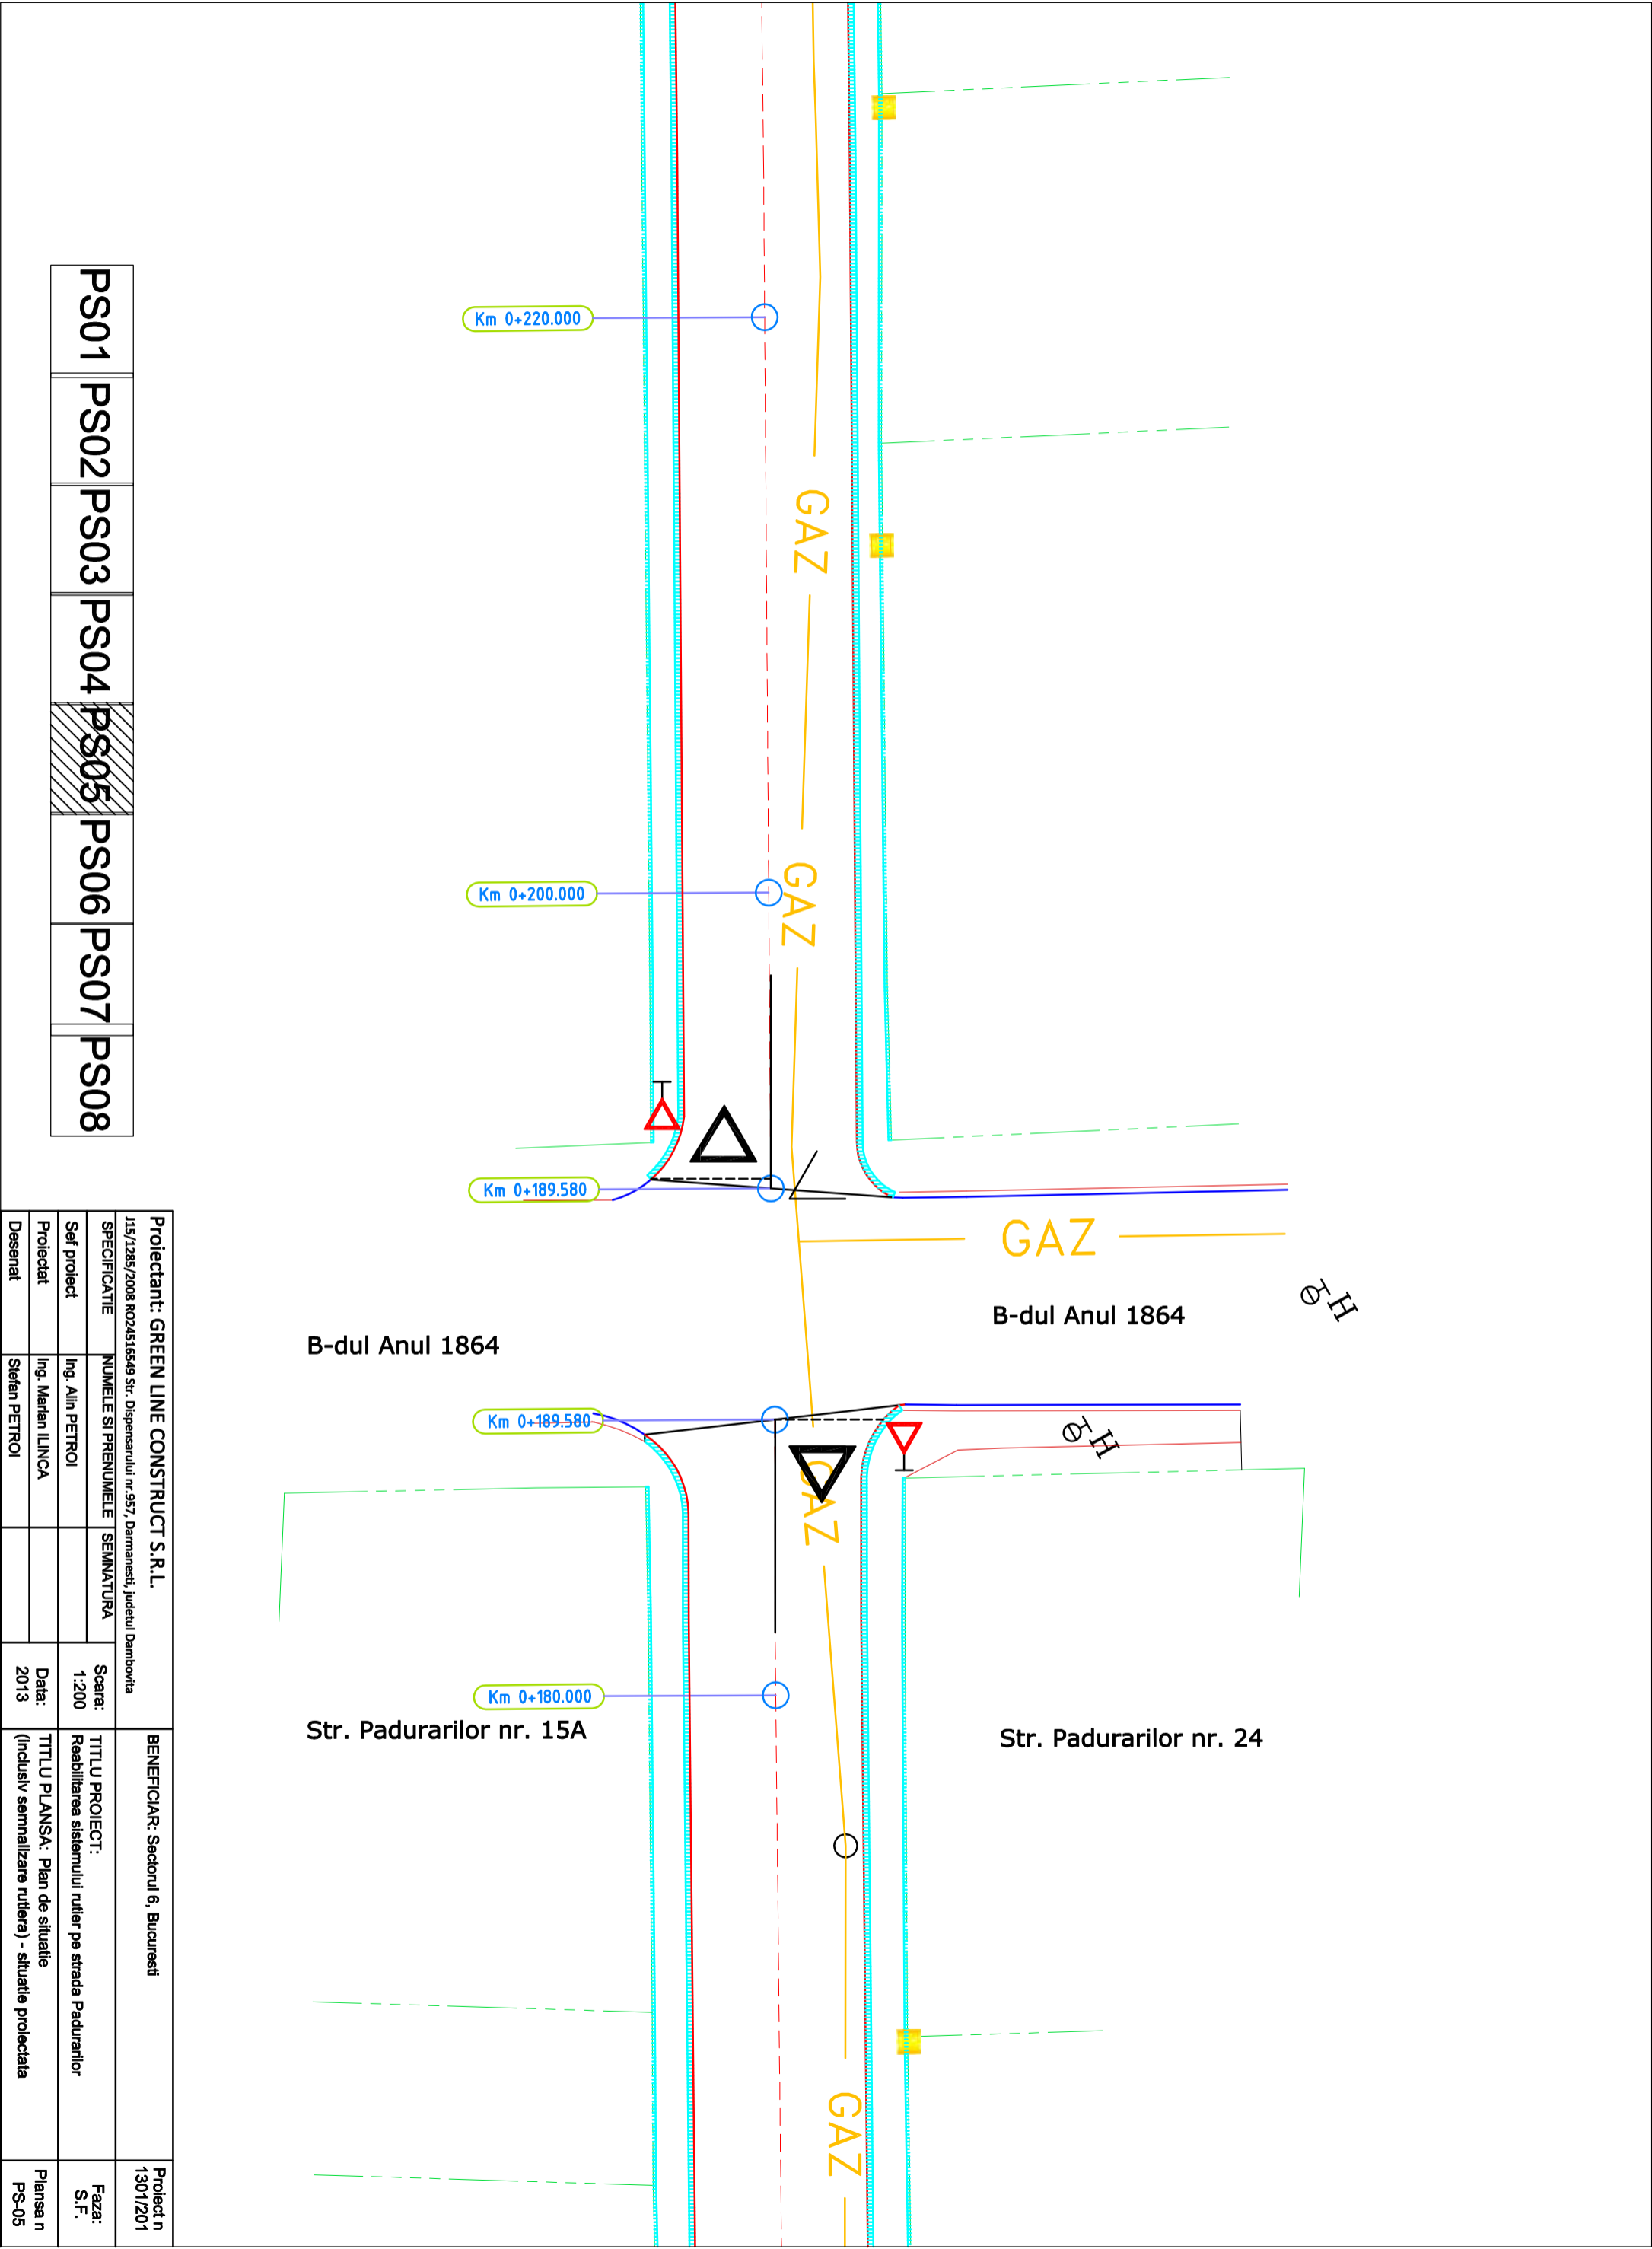 PS01 PS02 PS03 PS04 PS05 PS06 PS07 PS08
Km 0+220.000
GAZ
Km 0+200.000
GAZ
Km 0+189.580
GAZ
B-dul Anul 1864
B-dul Anul 1864
H
Km 0+189.580
H
GAZ
Km 0+180.000
Str. Padurarilor nr. 15A
Str. Padurarilor nr. 24
GAZ
Proiectant: GREEN LINE CONSTRUCT S.R.L.
J15/1285/2008 RO24516549 Str. Dispensarului nr.957, Darmanesti, judetul Dambovita
SPECIFICATIE NUMELE SI PRENUMELE SEMNATURA
Sef proiect Ing. Alin PETROI
Proiectat Ing. Marian ILINCA
Desenat Stefan PETROI
Scara:
1:200
Data:
2013
BENEFICIAR: Sectorul 6, Bucuresti
TITLU PROIECT:
Reabilitarea sistemului rutier pe strada Padurarilor
TITLU PLANSA: Plan de situatie
(inclusiv semnalizare rutiera) - situatie proiectata
Proiect n
1301/201
Faza:
S.F.
Plansa n
PS-05